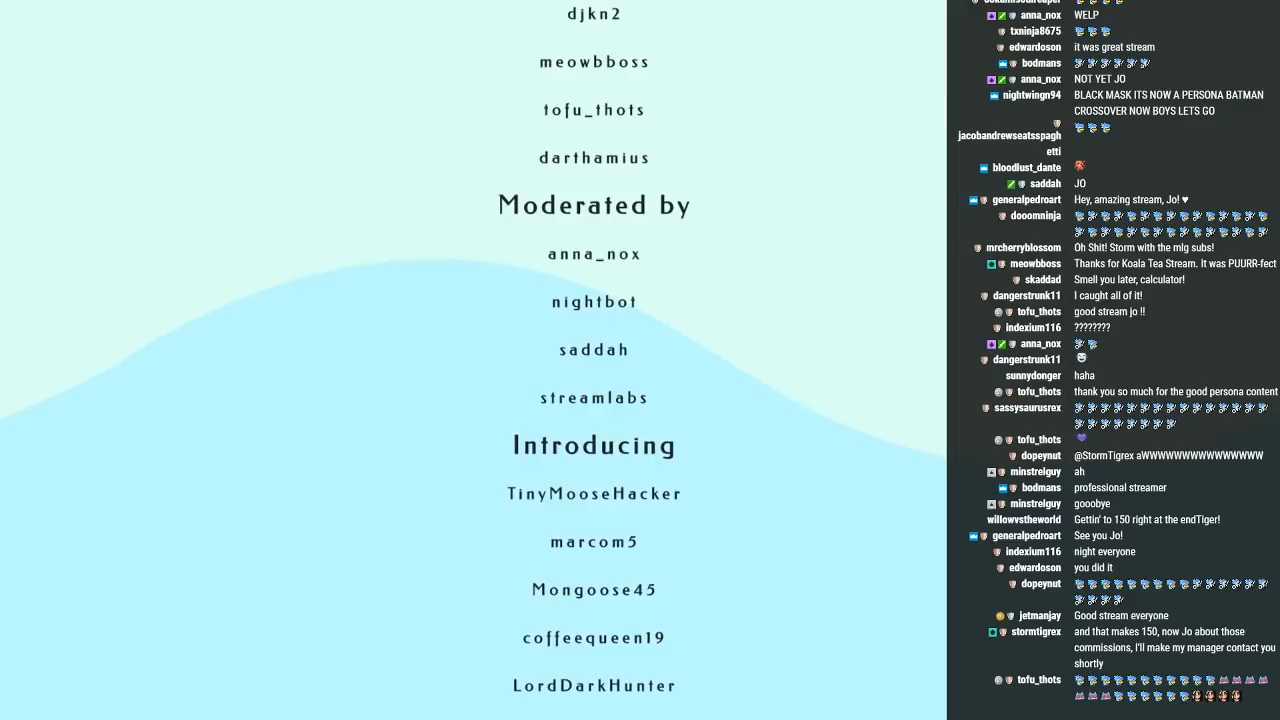 djkn2
meowbboss
tofu_thots
darthamius
Moderated by
anna_nox
nightbot
saddah
streamlabs
Introducing
TinyMooseHacker
marcom5
Mongoose45
coffeequeen19
LordDarkHunter
anna_nox WELP
txninja8675
edwardoson it was great stream
bodmans
anna_nox NOT YET JO
nightwingn94 BLACK MASK ITS NOW A PERSONA BATMAN
CROSSOVER NOW BOYS LETS GO
jacobandrewseatsspagh
etti
bloodlust_dante
saddah JO
generalpedroart Hey, amazing stream, Jo! ♥
dooomninja
mrcherryblossom Oh Shit! Storm with the mlg subs!
meowbboss Thanks for Koala Tea Stream. It was PUURR-fect
skaddad Smell you later, calculator!
dangerstrunk11 I caught all of it!
tofu_thots good stream jo !!
indexium116 ????????
anna_nox
dangerstrunk11
sunnydonger haha
tofu_thots thank you so much for the good persona content
sassysaurusrex
tofu_thots
dopeynut @StormTigrex aWWWWWWWWWWWWWWWW
minstrelguy ah
bodmans professional streamer
minstrelguy gooobye
willowvstheworld Gettin' to 150 right at the endTiger!
generalpedroart See you Jo!
indexium116 night everyone
edwardoson you did it
dopeynut
jetmanjay Good stream everyone
stormtigrex and that makes 150, now Jo about those
commissions, I'll make my manager contact you
shortly
tofu_thots